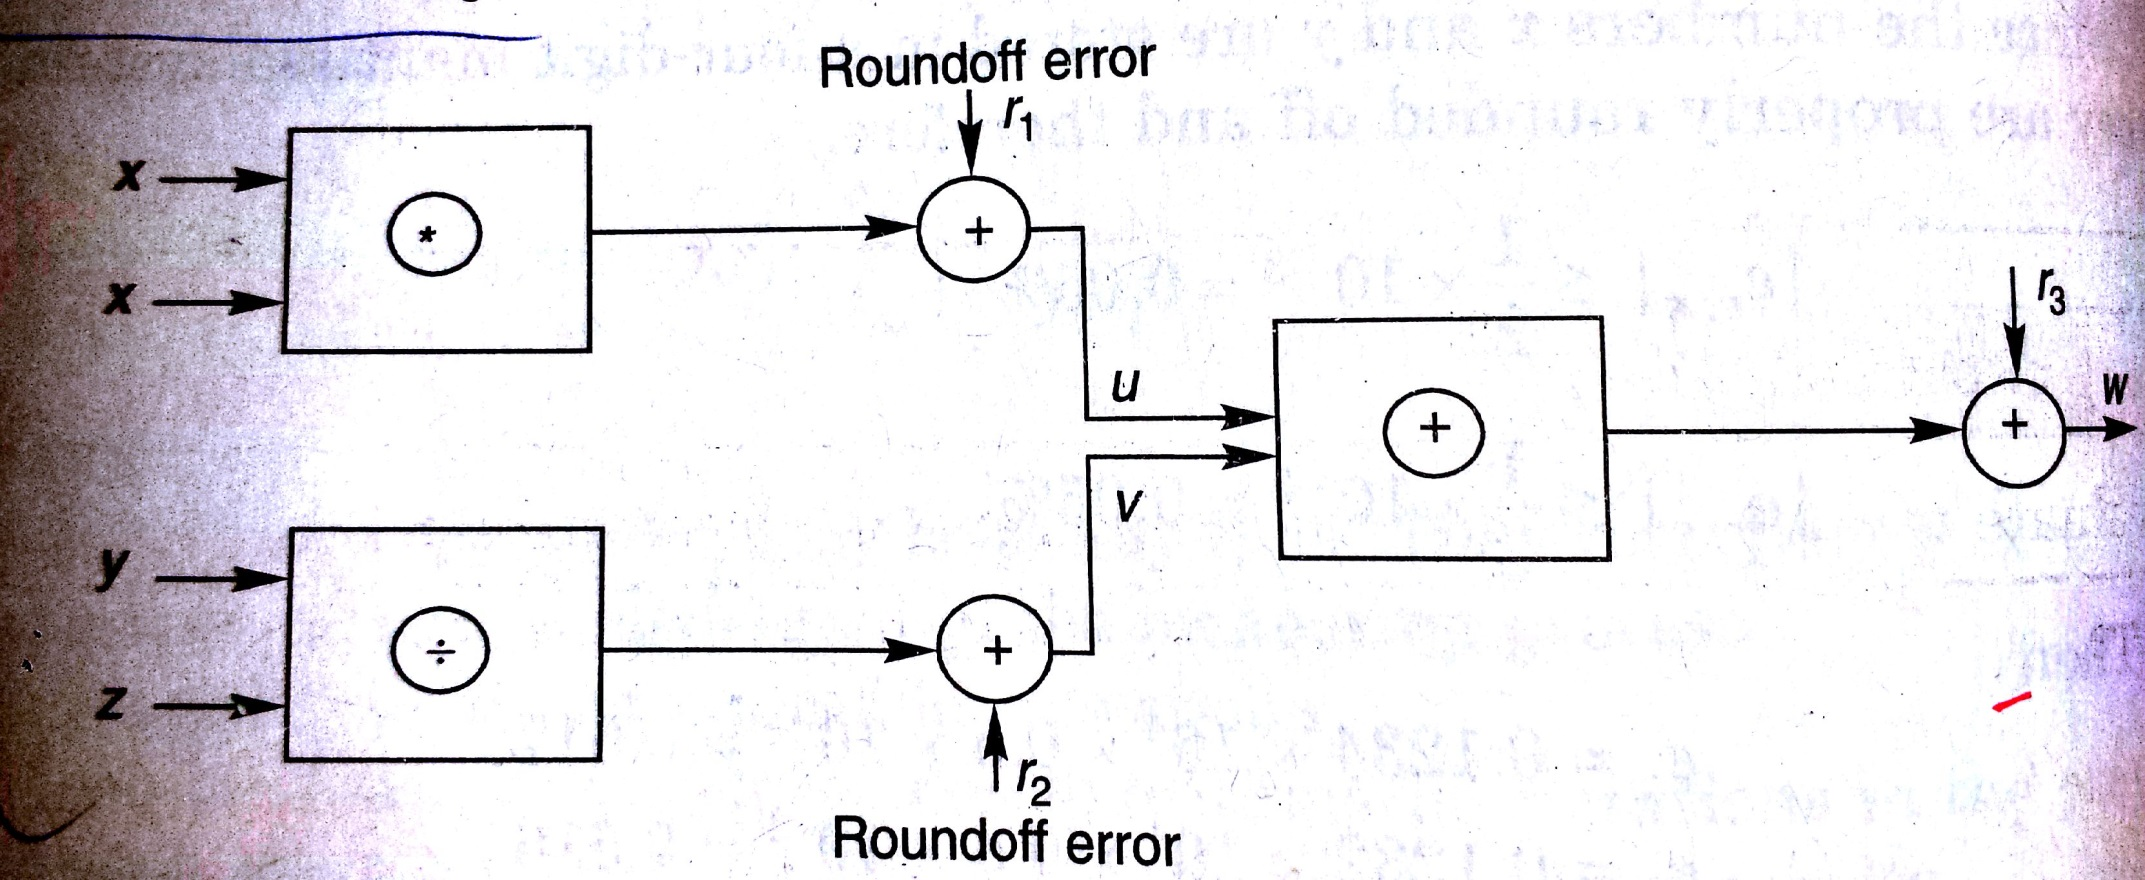 Roundoff error
r1
x
*
+
x
r3
u
w
+
+
v
y
÷
+
z
r2
Roundoff error